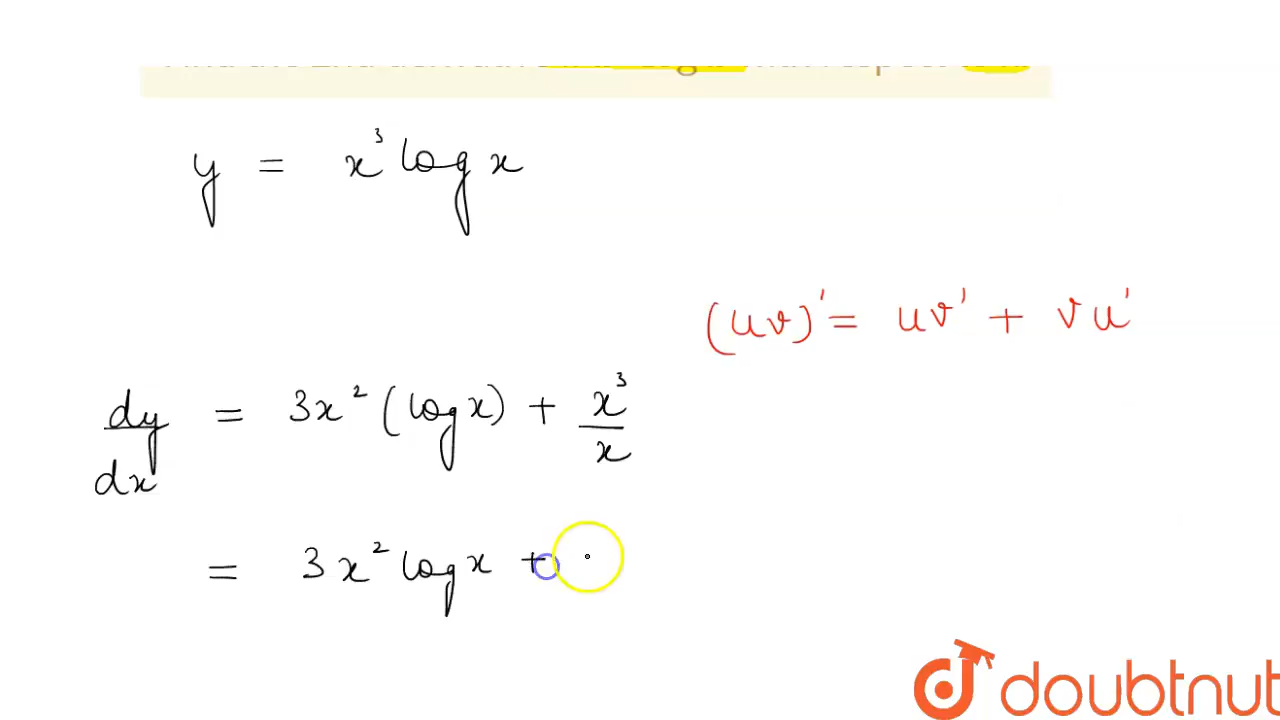 y = x³ log x
(uv)' = uv' + vu'
dy/dx = 3x² (log x) + x³/x
= 3x² log x +
doubtnut